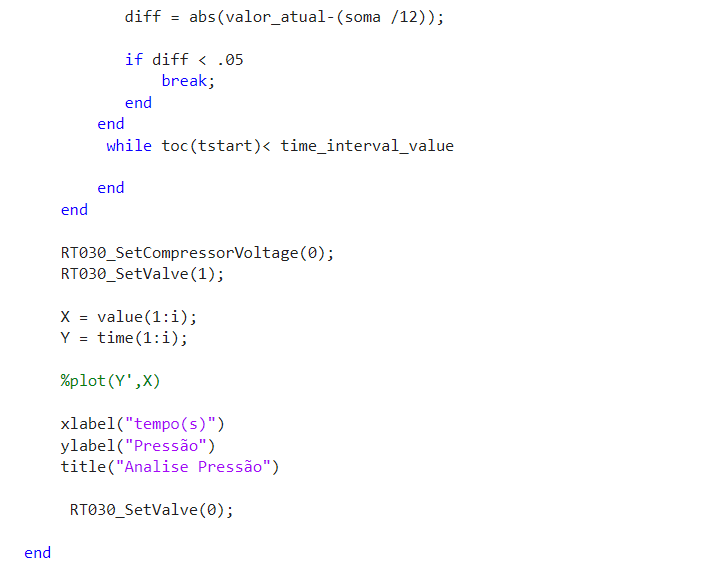 diff = abs(valor_atual-(soma /12));
if diff < .05
break;
end
end
while toc(tstart)< time_interval_value
end
end
RT030_SetCompressorVoltage(0);
RT030_SetValve(1);
X = value(1:i);
Y = time(1:i);
%plot(Y',X)
xlabel("tempo(s)")
ylabel("Pressão")
title("Analise Pressão")
RT030_SetValve(0);
end